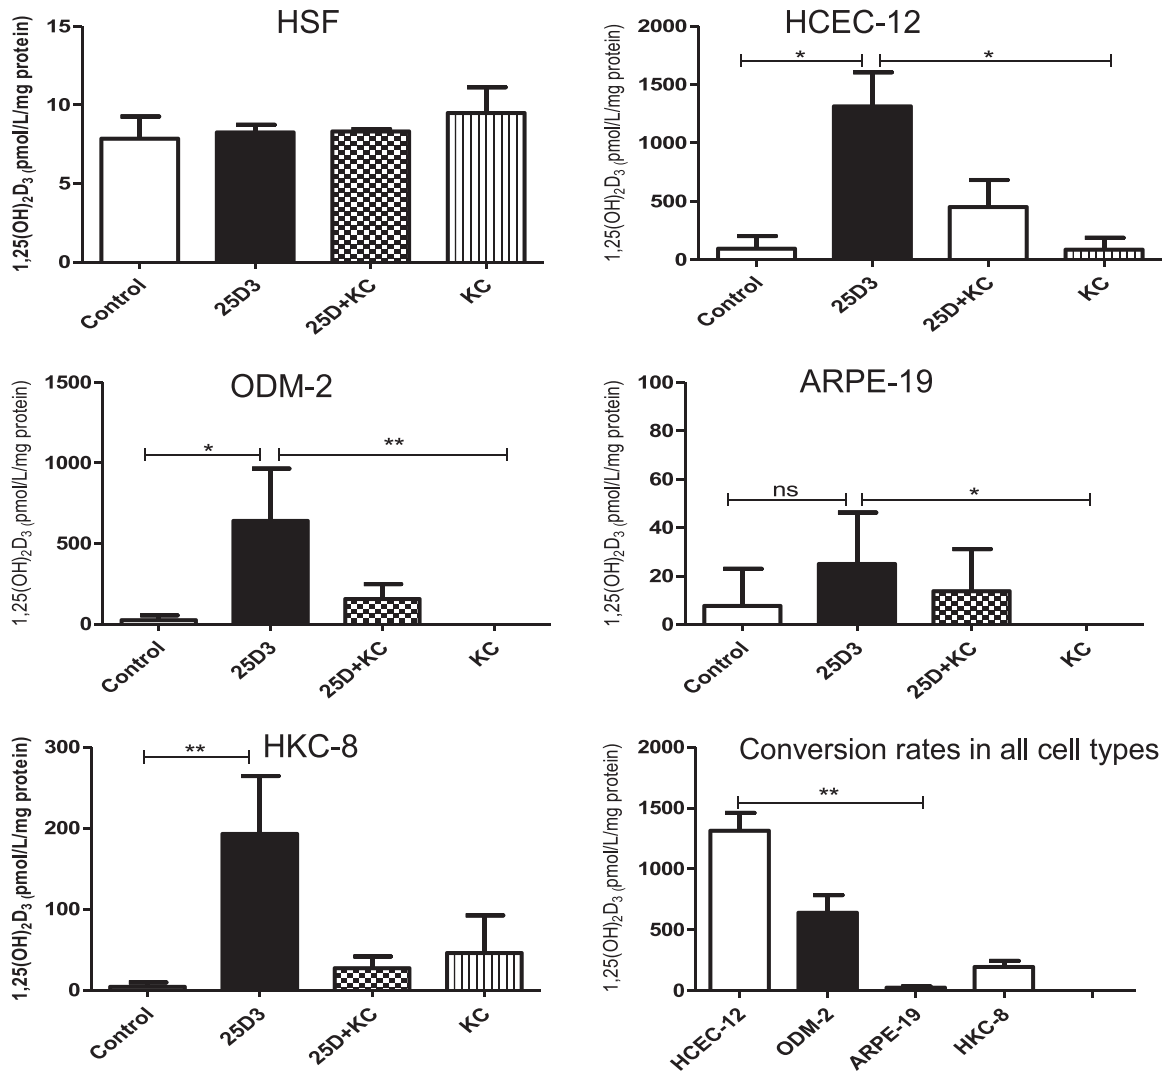 HSF
1,25(OH)₂D₃ (pmol/L/mg protein)
15
10
5
0
Control
25D3
25D+KC
KC
HCEC-12
1,25(OH)₂D₃ (pmol/L/mg protein)
2000
1500
1000
500
0
*
*
Control
25D3
25D+KC
KC
ODM-2
1,25(OH)₂D₃ (pmol/L/mg protein)
1500
1000
500
0
*
**
Control
25D3
25D+KC
KC
ARPE-19
1,25(OH)₂D₃ (pmol/L/mg protein)
100
80
60
40
20
0
ns
*
Control
25D3
25D+KC
KC
HKC-8
1,25(OH)₂D₃ (pmol/L/mg protein)
300
200
100
0
**
Control
25D3
25D+KC
KC
Conversion rates in all cell types
1,25(OH)₂D₃ (pmol/L/mg protein)
2000
1500
1000
500
0
**
HCEC-12
ODM-2
ARPE-19
HKC-8